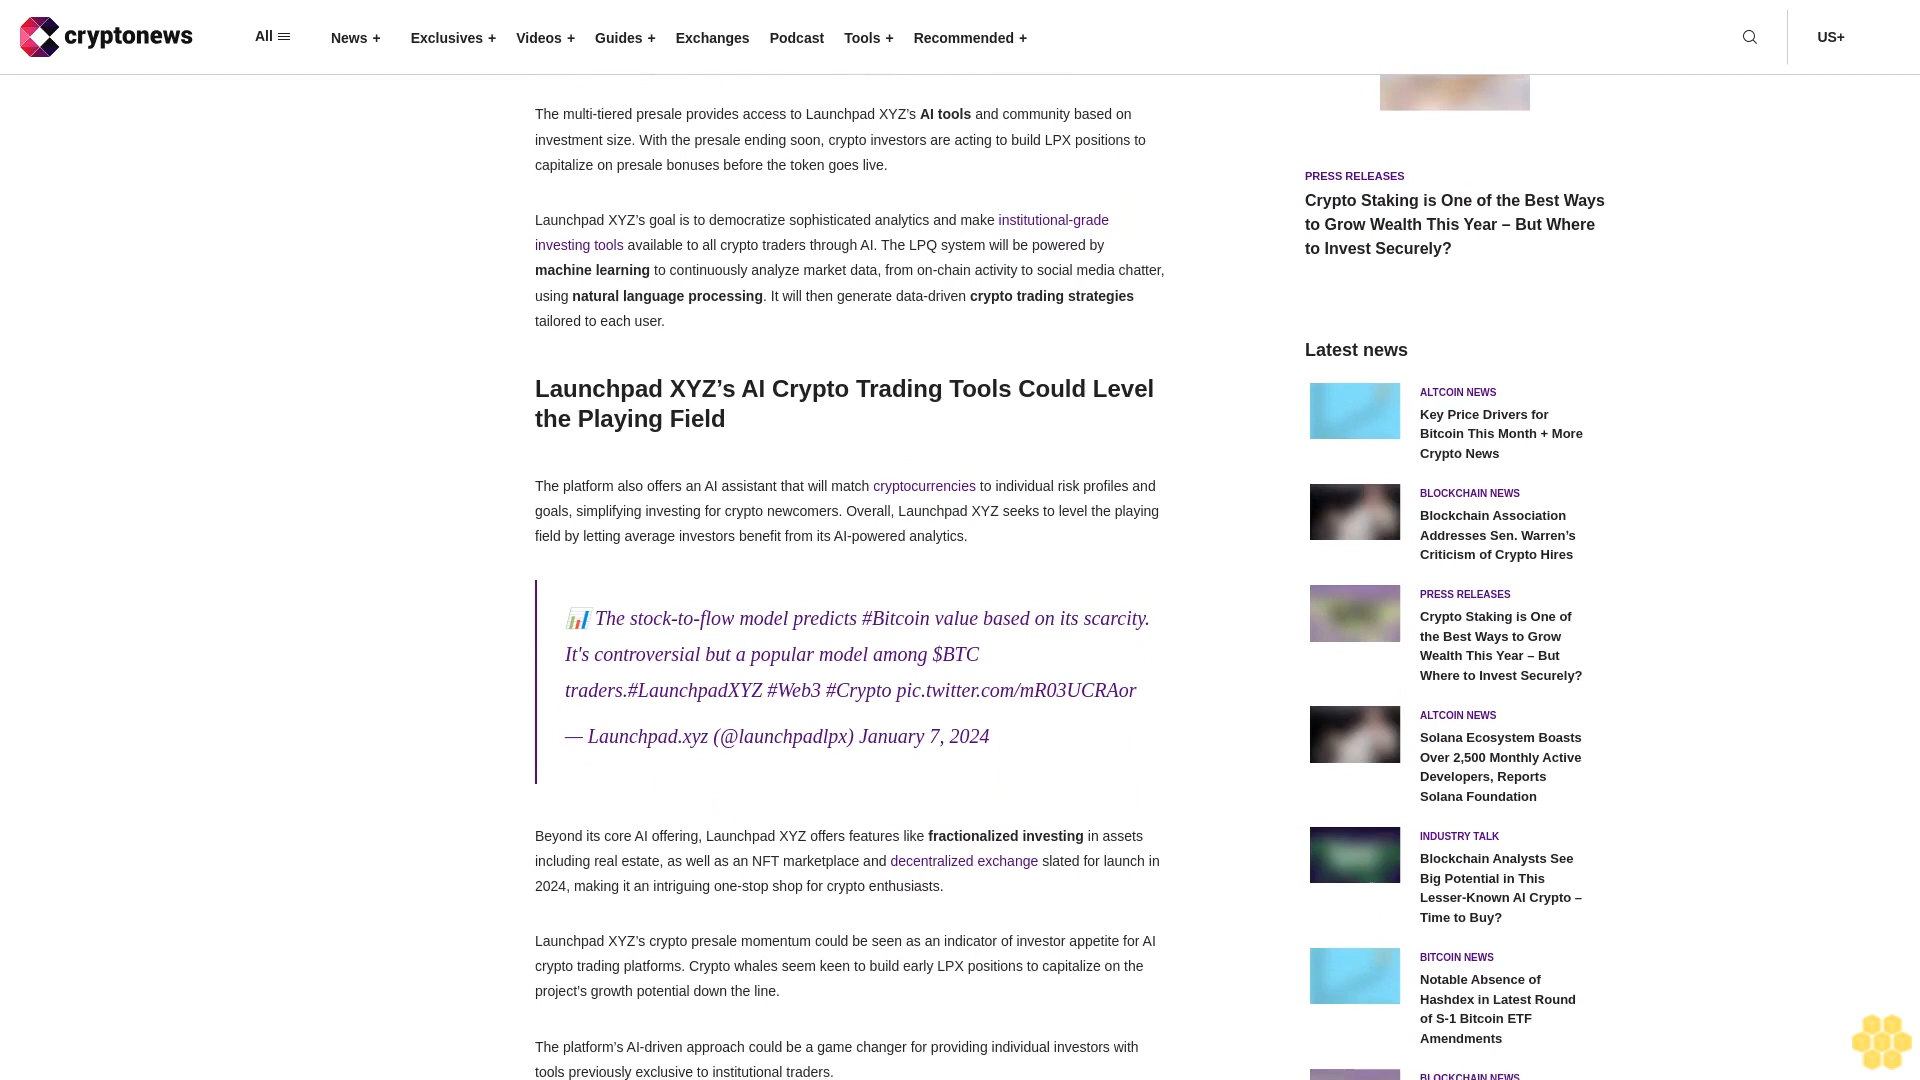 cryptonews
All
News +
Exclusives +
Videos +
Guides +
Exchanges
Podcast
Tools +
Recommended +
US+
The multi-tiered presale provides access to Launchpad XYZ’s AI tools and community based on
investment size. With the presale ending soon, crypto investors are acting to build LPX positions to
capitalize on presale bonuses before the token goes live.
Launchpad XYZ’s goal is to democratize sophisticated analytics and make institutional-grade
investing tools available to all crypto traders through AI. The LPQ system will be powered by
machine learning to continuously analyze market data, from on-chain activity to social media chatter,
using natural language processing. It will then generate data-driven crypto trading strategies
tailored to each user.
Launchpad XYZ’s AI Crypto Trading Tools Could Level
the Playing Field
The platform also offers an AI assistant that will match cryptocurrencies to individual risk profiles and
goals, simplifying investing for crypto newcomers. Overall, Launchpad XYZ seeks to level the playing
field by letting average investors benefit from its AI-powered analytics.
📊 The stock-to-flow model predicts #Bitcoin value based on its scarcity.
It's controversial but a popular model among $BTC
traders.#LaunchpadXYZ #Web3 #Crypto pic.twitter.com/mR03UCRAor
— Launchpad.xyz (@launchpadlpx) January 7, 2024
Beyond its core AI offering, Launchpad XYZ offers features like fractionalized investing in assets
including real estate, as well as an NFT marketplace and decentralized exchange slated for launch in
2024, making it an intriguing one-stop shop for crypto enthusiasts.
Launchpad XYZ’s crypto presale momentum could be seen as an indicator of investor appetite for AI
crypto trading platforms. Crypto whales seem keen to build early LPX positions to capitalize on the
project’s growth potential down the line.
The platform’s AI-driven approach could be a game changer for providing individual investors with
tools previously exclusive to institutional traders.
PRESS RELEASES
Crypto Staking is One of the Best Ways
to Grow Wealth This Year – But Where
to Invest Securely?
Latest news
ALTCOIN NEWS
Key Price Drivers for
Bitcoin This Month + More
Crypto News
BLOCKCHAIN NEWS
Blockchain Association
Addresses Sen. Warren’s
Criticism of Crypto Hires
PRESS RELEASES
Crypto Staking is One of
the Best Ways to Grow
Wealth This Year – But
Where to Invest Securely?
ALTCOIN NEWS
Solana Ecosystem Boasts
Over 2,500 Monthly Active
Developers, Reports
Solana Foundation
INDUSTRY TALK
Blockchain Analysts See
Big Potential in This
Lesser-Known AI Crypto –
Time to Buy?
BITCOIN NEWS
Notable Absence of
Hashdex in Latest Round
of S-1 Bitcoin ETF
Amendments
BLOCKCHAIN NEWS